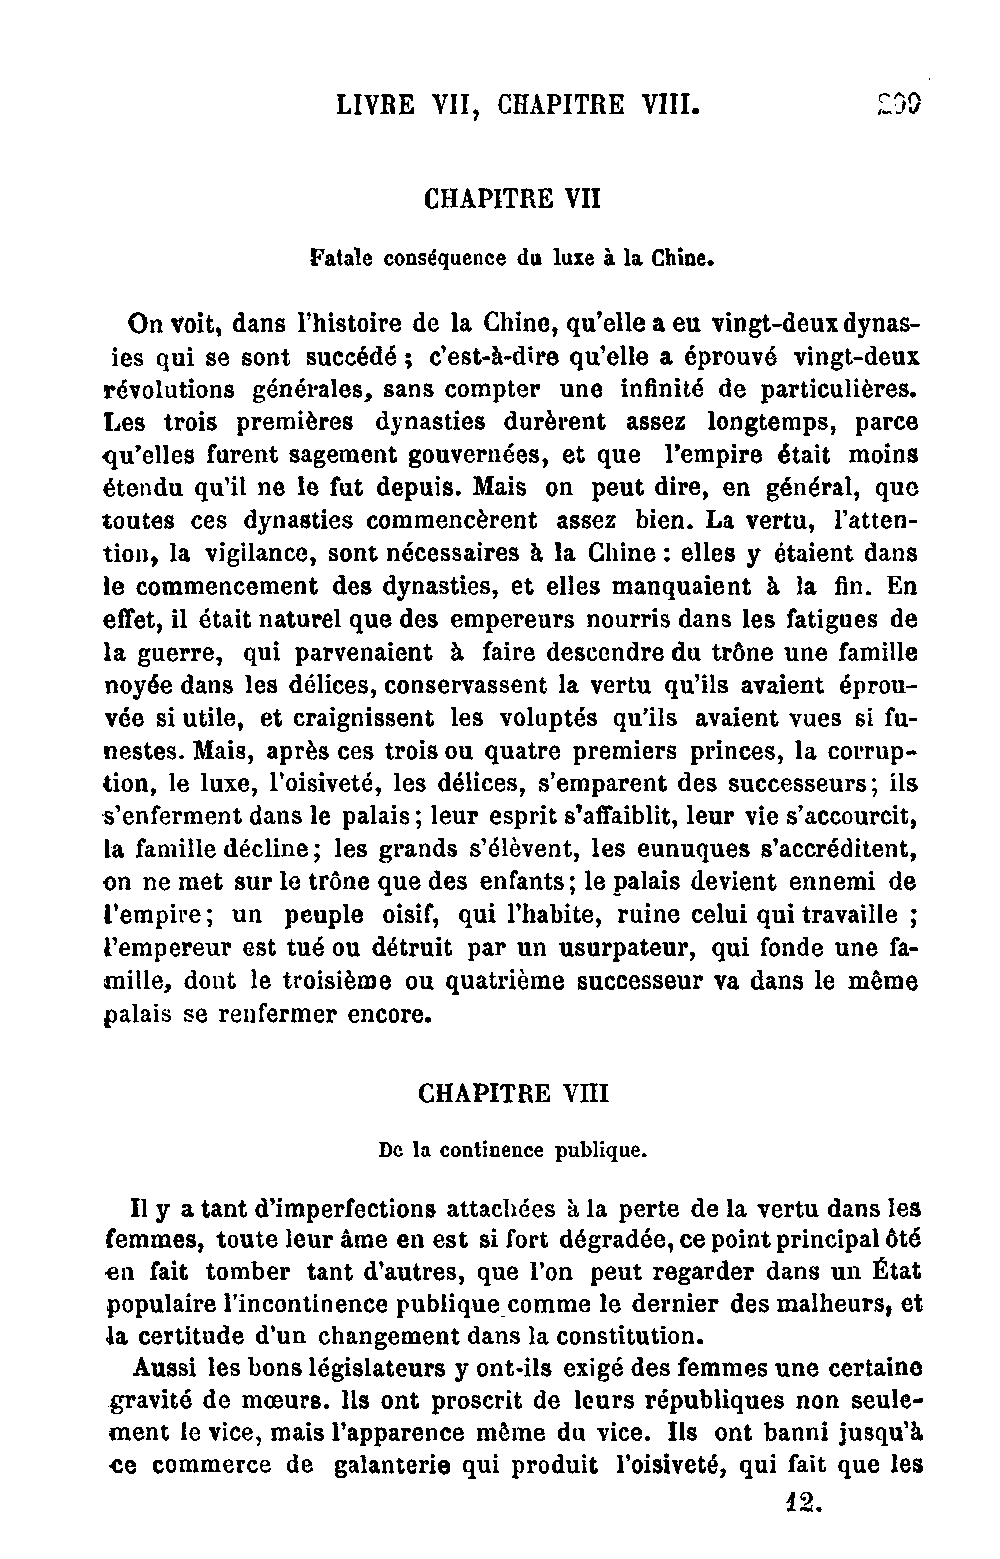 LIVRE VII, CHAPITRE VIII. 209
CHAPITRE VII
Fatale conséquence du luxe à la Chine.
On voit, dans l'histoire de la Chine, qu'elle a eu vingt-deux dynas-
ies qui se sont succédé ; c'est-à-dire qu'elle a éprouvé vingt-deux
révolutions générales, sans compter une infinité de particulières.
Les trois premières dynasties durèrent assez longtemps, parce
qu'elles furent sagement gouvernées, et que l'empire était moins
étendu qu'il ne le fut depuis. Mais on peut dire, en général, que
toutes ces dynasties commencèrent assez bien. La vertu, l'atten-
tion, la vigilance, sont nécessaires à la Chine : elles y étaient dans
le commencement des dynasties, et elles manquaient à la fin. En
effet, il était naturel que des empereurs nourris dans les fatigues de
la guerre, qui parvenaient à faire descendre du trône une famille
noyée dans les délices, conservassent la vertu qu'ils avaient éprou-
vée si utile, et craignissent les voluptés qu'ils avaient vues si fu-
nestes. Mais, après ces trois ou quatre premiers princes, la corrup-
tion, le luxe, l'oisiveté, les délices, s'emparent des successeurs ; ils
s'enferment dans le palais ; leur esprit s'affaiblit, leur vie s'accourcit,
la famille décline ; les grands s'élèvent, les eunuques s'accréditent,
on ne met sur le trône que des enfants ; le palais devient ennemi de
l'empire ; un peuple oisif, qui l'habite, ruine celui qui travaille ;
l'empereur est tué ou détruit par un usurpateur, qui fonde une fa-
mille, dont le troisième ou quatrième successeur va dans le même
palais se renfermer encore.
CHAPITRE VIII
De la continence publique.
Il y a tant d'imperfections attachées à la perte de la vertu dans les
femmes, toute leur âme en est si fort dégradée, ce point principal ôté
en fait tomber tant d'autres, que l'on peut regarder dans un État
populaire l'incontinence publique comme le dernier des malheurs, et
la certitude d'un changement dans la constitution.
Aussi les bons législateurs y ont-ils exigé des femmes une certaine
gravité de mœurs. Ils ont proscrit de leurs républiques non seule-
ment le vice, mais l'apparence même du vice. Ils ont banni jusqu'à
ce commerce de galanterie qui produit l'oisiveté, qui fait que les
12.